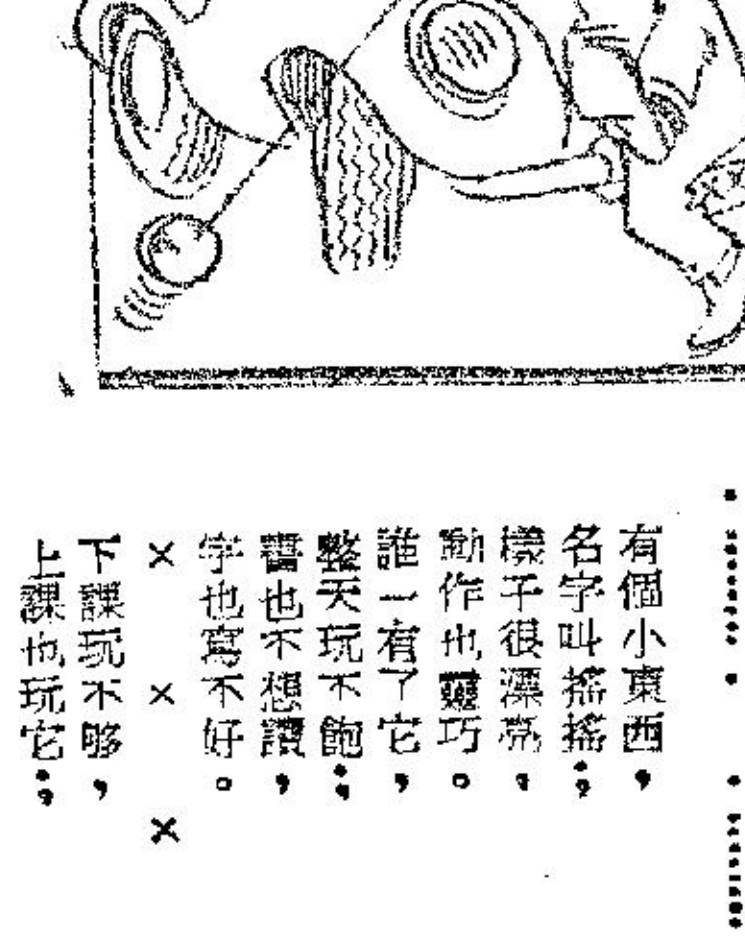 有個小東西，
名字叫搖搖；
樣子很漂亮，
動作也靈巧。
誰一有了它，
整天玩不飽；
書也不想讀，
字也寫不好。
× × ×
下課玩不够，
上課也玩它；